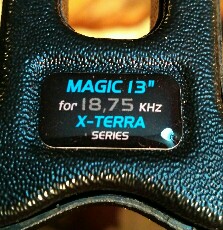 MAGIC 13"
for 18,75 KHz
X-TERRA
SERIES